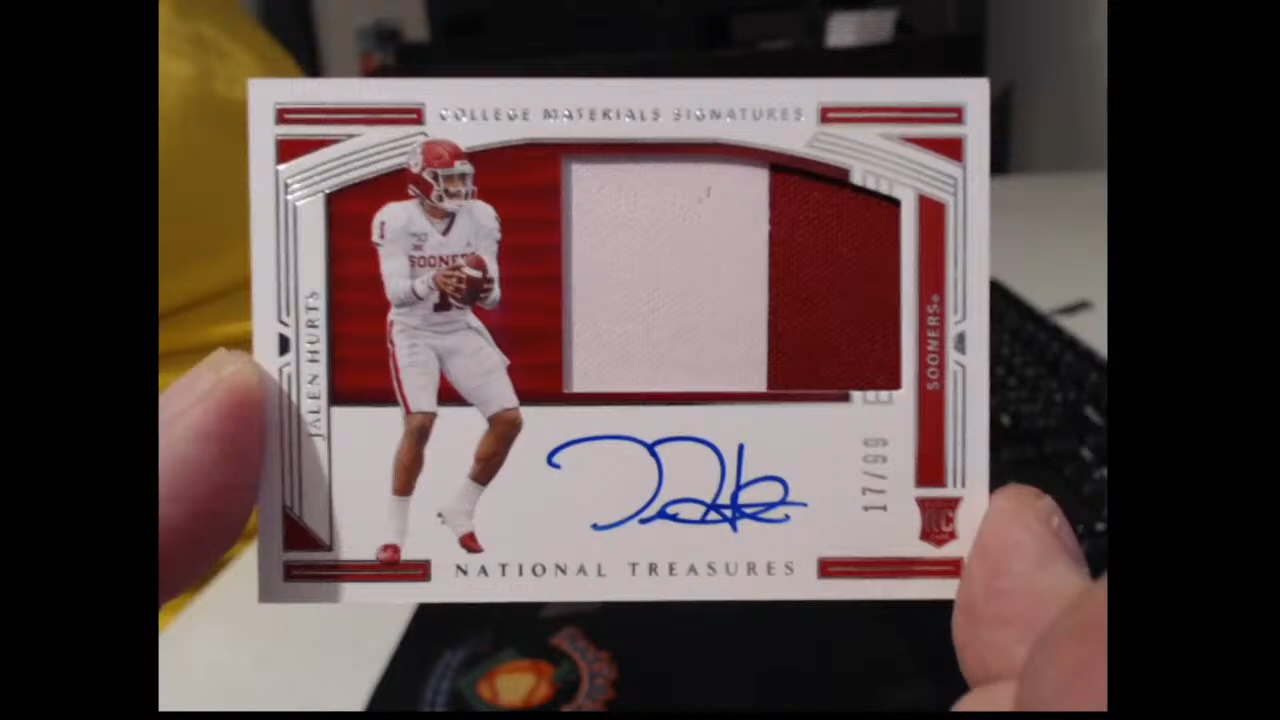 COLLEGE MATERIALS SIGNATURES
JALEN HURTS
SOONERS
SOONERS
17/99
RC
NATIONAL TREASURES